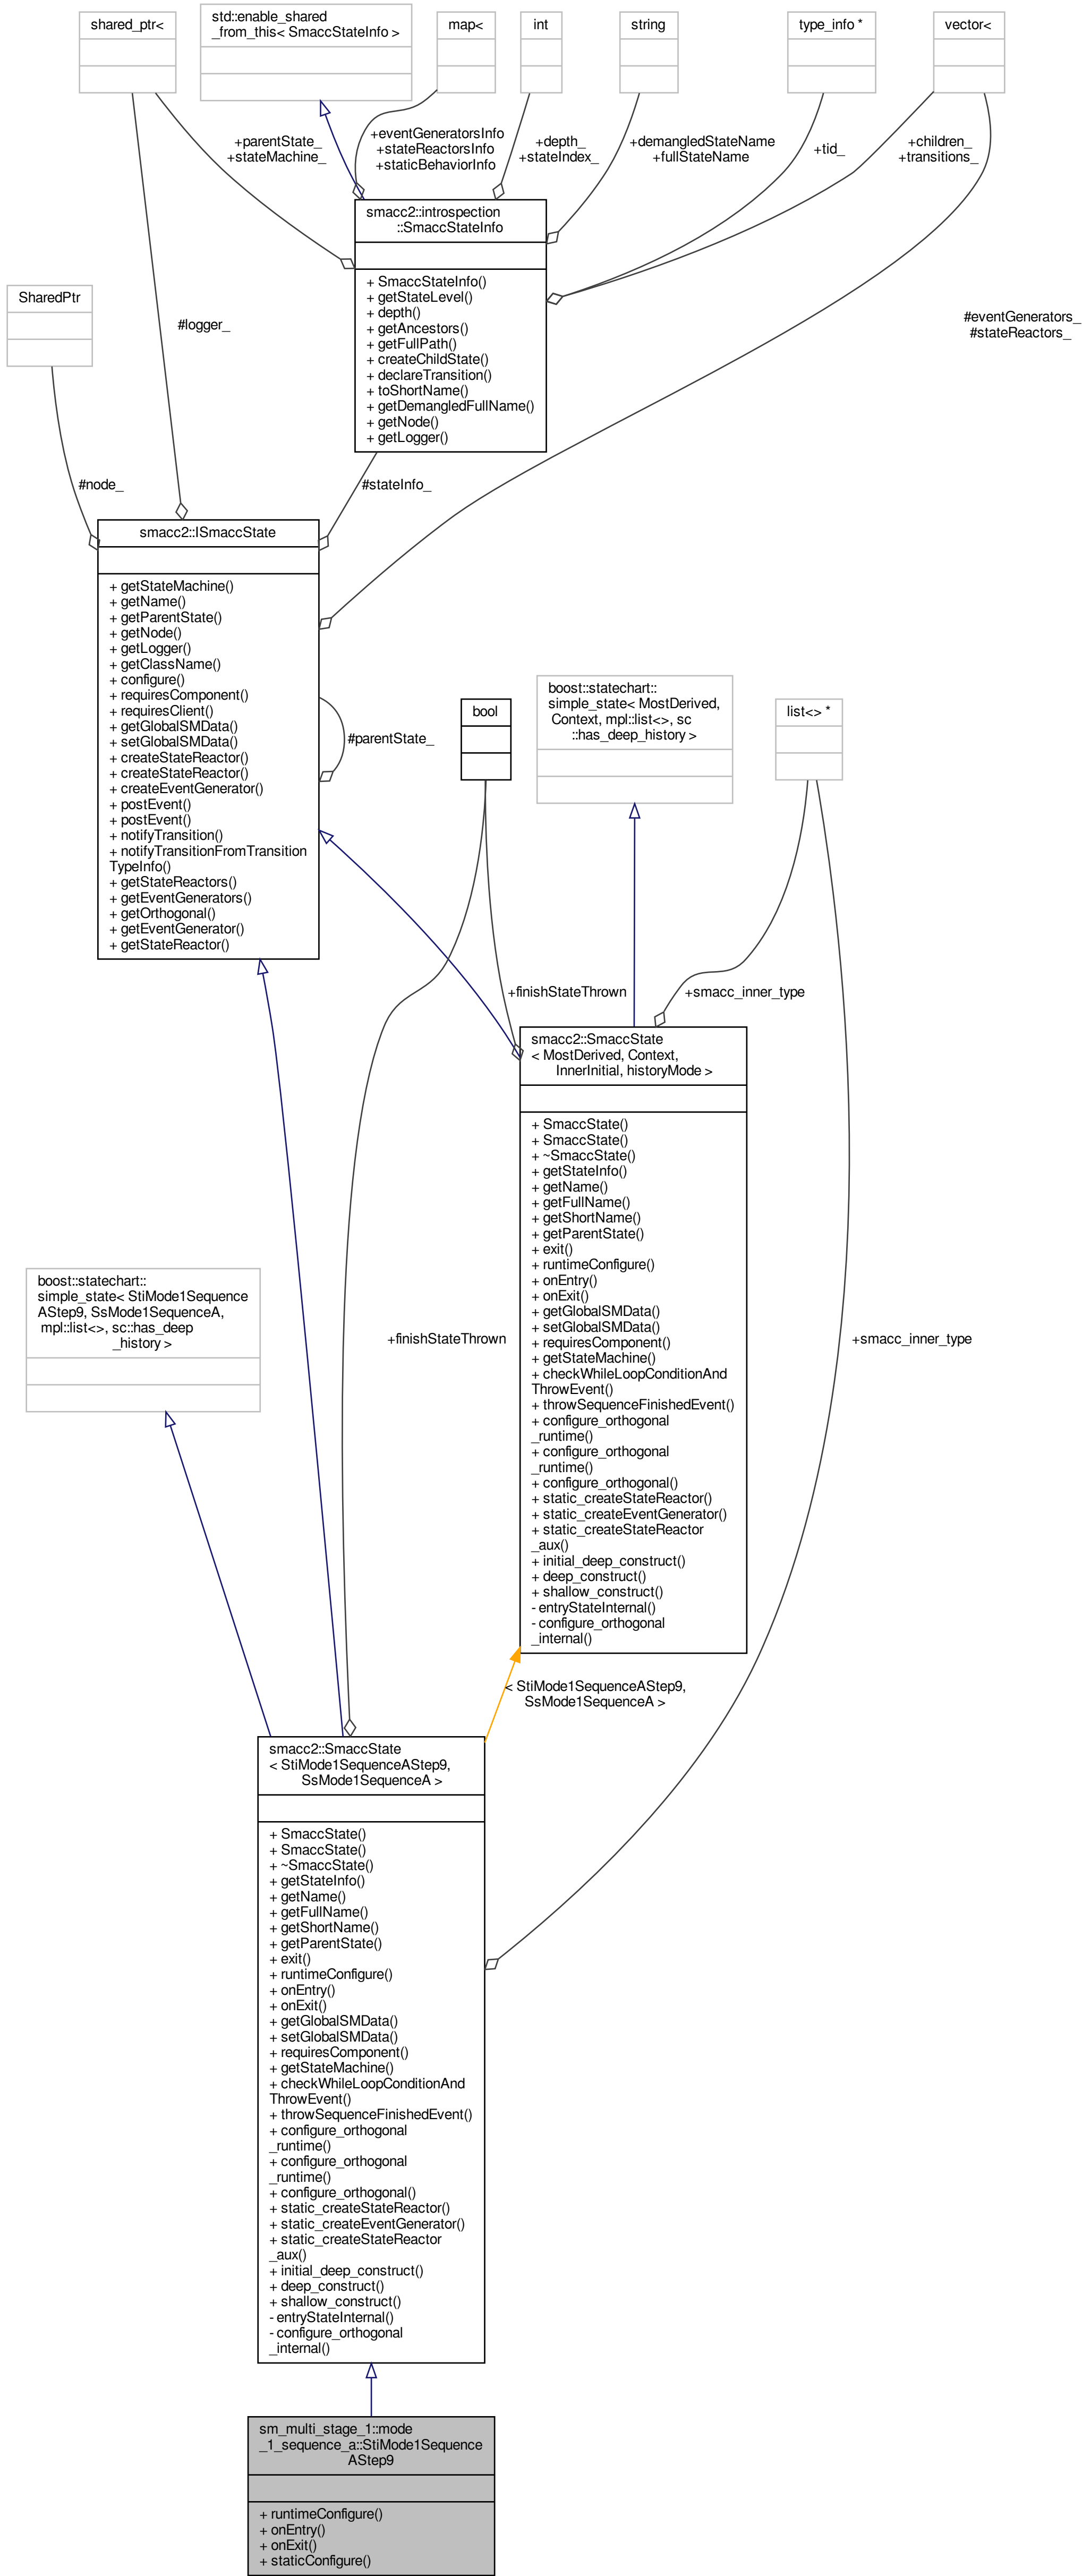 shared_ptr<
std::enable_shared
_from_this< SmaccStateInfo >
map<
int
string
type_info *
vector<
+parentState_
+stateMachine_
+eventGeneratorsInfo
+stateReactorsInfo
+staticBehaviorInfo
+depth_
+stateIndex_
+demangledStateName
+fullStateName
+tid_
+children_
+transitions_
smacc2::introspection
::SmaccStateInfo
+ SmaccStateInfo()
+ getStateLevel()
+ depth()
+ getAncestors()
+ getFullPath()
+ createChildState()
+ declareTransition()
+ toShortName()
+ getDemangledFullName()
+ getNode()
+ getLogger()
SharedPtr
#logger_
#eventGenerators_
#stateReactors_
#node_
#stateInfo_
smacc2::ISmaccState
+ getStateMachine()
+ getName()
+ getParentState()
+ getNode()
+ getLogger()
+ getClassName()
+ configure()
+ requiresComponent()
+ requiresClient()
+ getGlobalSMData()
+ setGlobalSMData()
+ createStateReactor()
+ createStateReactor()
+ createEventGenerator()
+ postEvent()
+ postEvent()
+ notifyTransition()
+ notifyTransitionFromTransition
TypeInfo()
+ getStateReactors()
+ getEventGenerators()
+ getOrthogonal()
+ getEventGenerator()
+ getStateReactor()
#parentState_
bool
boost::statechart::
simple_state< MostDerived,
Context, mpl::list<>, sc
::has_deep_history >
list<> *
+finishStateThrown
+smacc_inner_type
smacc2::SmaccState
< MostDerived, Context,
InnerInitial, historyMode >
+ SmaccState()
+ SmaccState()
+ ~SmaccState()
+ getStateInfo()
+ getName()
+ getFullName()
+ getShortName()
+ getParentState()
+ exit()
+ runtimeConfigure()
+ onEntry()
+ onExit()
+ getGlobalSMData()
+ setGlobalSMData()
+ requiresComponent()
+ getStateMachine()
+ checkWhileLoopConditionAnd
ThrowEvent()
+ throwSequenceFinishedEvent()
+ configure_orthogonal
_runtime()
+ configure_orthogonal
_runtime()
+ configure_orthogonal()
+ static_createStateReactor()
+ static_createEventGenerator()
+ static_createStateReactor
_aux()
+ initial_deep_construct()
+ deep_construct()
+ shallow_construct()
- entryStateInternal()
- configure_orthogonal
_internal()
boost::statechart::
simple_state< StiMode1Sequence
AStep9, SsMode1SequenceA,
mpl::list<>, sc::has_deep
_history >
+finishStateThrown
+smacc_inner_type
< StiMode1SequenceAStep9,
SsMode1SequenceA >
smacc2::SmaccState
< StiMode1SequenceAStep9,
SsMode1SequenceA >
+ SmaccState()
+ SmaccState()
+ ~SmaccState()
+ getStateInfo()
+ getName()
+ getFullName()
+ getShortName()
+ getParentState()
+ exit()
+ runtimeConfigure()
+ onEntry()
+ onExit()
+ getGlobalSMData()
+ setGlobalSMData()
+ requiresComponent()
+ getStateMachine()
+ checkWhileLoopConditionAnd
ThrowEvent()
+ throwSequenceFinishedEvent()
+ configure_orthogonal
_runtime()
+ configure_orthogonal
_runtime()
+ configure_orthogonal()
+ static_createStateReactor()
+ static_createEventGenerator()
+ static_createStateReactor
_aux()
+ initial_deep_construct()
+ deep_construct()
+ shallow_construct()
- entryStateInternal()
- configure_orthogonal
_internal()
sm_multi_stage_1::mode
_1_sequence_a::StiMode1Sequence
AStep9
+ runtimeConfigure()
+ onEntry()
+ onExit()
+ staticConfigure()